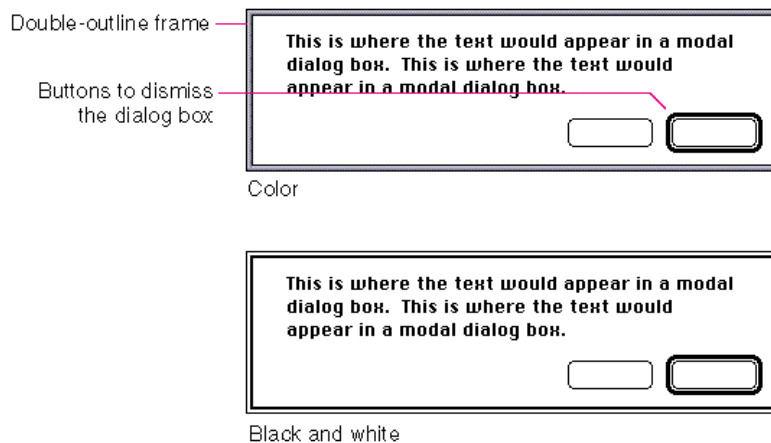 Double-outline frame
This is where the text would appear in a modal
dialog box.  This is where the text would
appear in a modal dialog box.
Buttons to dismiss
the dialog box
Color
This is where the text would appear in a modal
dialog box.  This is where the text would
appear in a modal dialog box.
Black and white